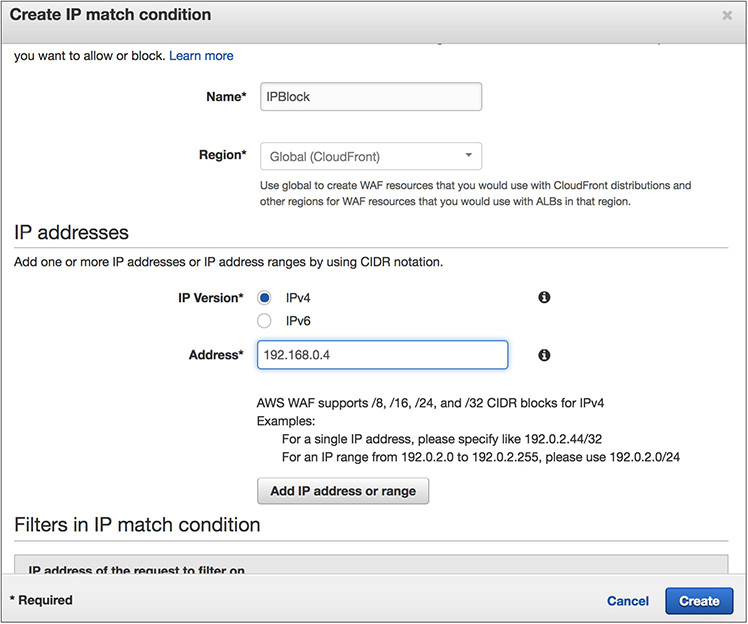 Create IP match condition
you want to allow or block. Learn more
Name*
IPBlock
Region*
Global (CloudFront)
Use global to create WAF resources that you would use with CloudFront distributions and
other regions for WAF resources that you would use with ALBs in that region.
IP addresses
Add one or more IP addresses or IP address ranges by using CIDR notation.
IP Version*
IPv4
IPv6
Address*
192.168.0.4
AWS WAF supports /8, /16, /24, and /32 CIDR blocks for IPv4
Examples:
For a single IP address, please specify like 192.0.2.44/32
For an IP range from 192.0.2.0 to 192.0.2.255, please use 192.0.2.0/24
Add IP address or range
Filters in IP match condition
IP address of the request to filter on
* Required
Cancel
Create